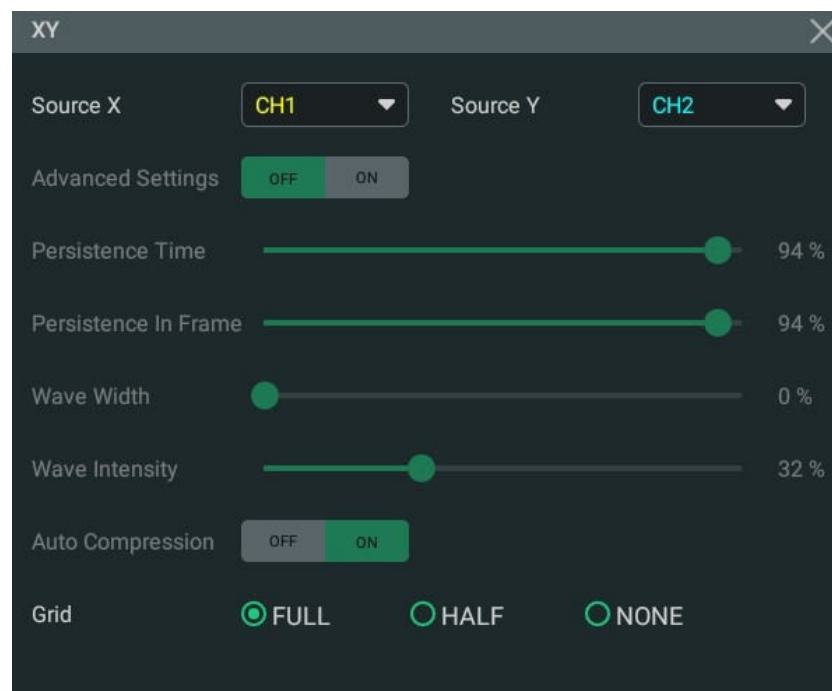 XY
Source X CH1 Source Y CH2
Advanced Settings OFF ON
Persistence Time 94 %
Persistence In Frame 94 %
Wave Width 0 %
Wave Intensity 32 %
Auto Compression OFF ON
Grid FULL HALF NONE